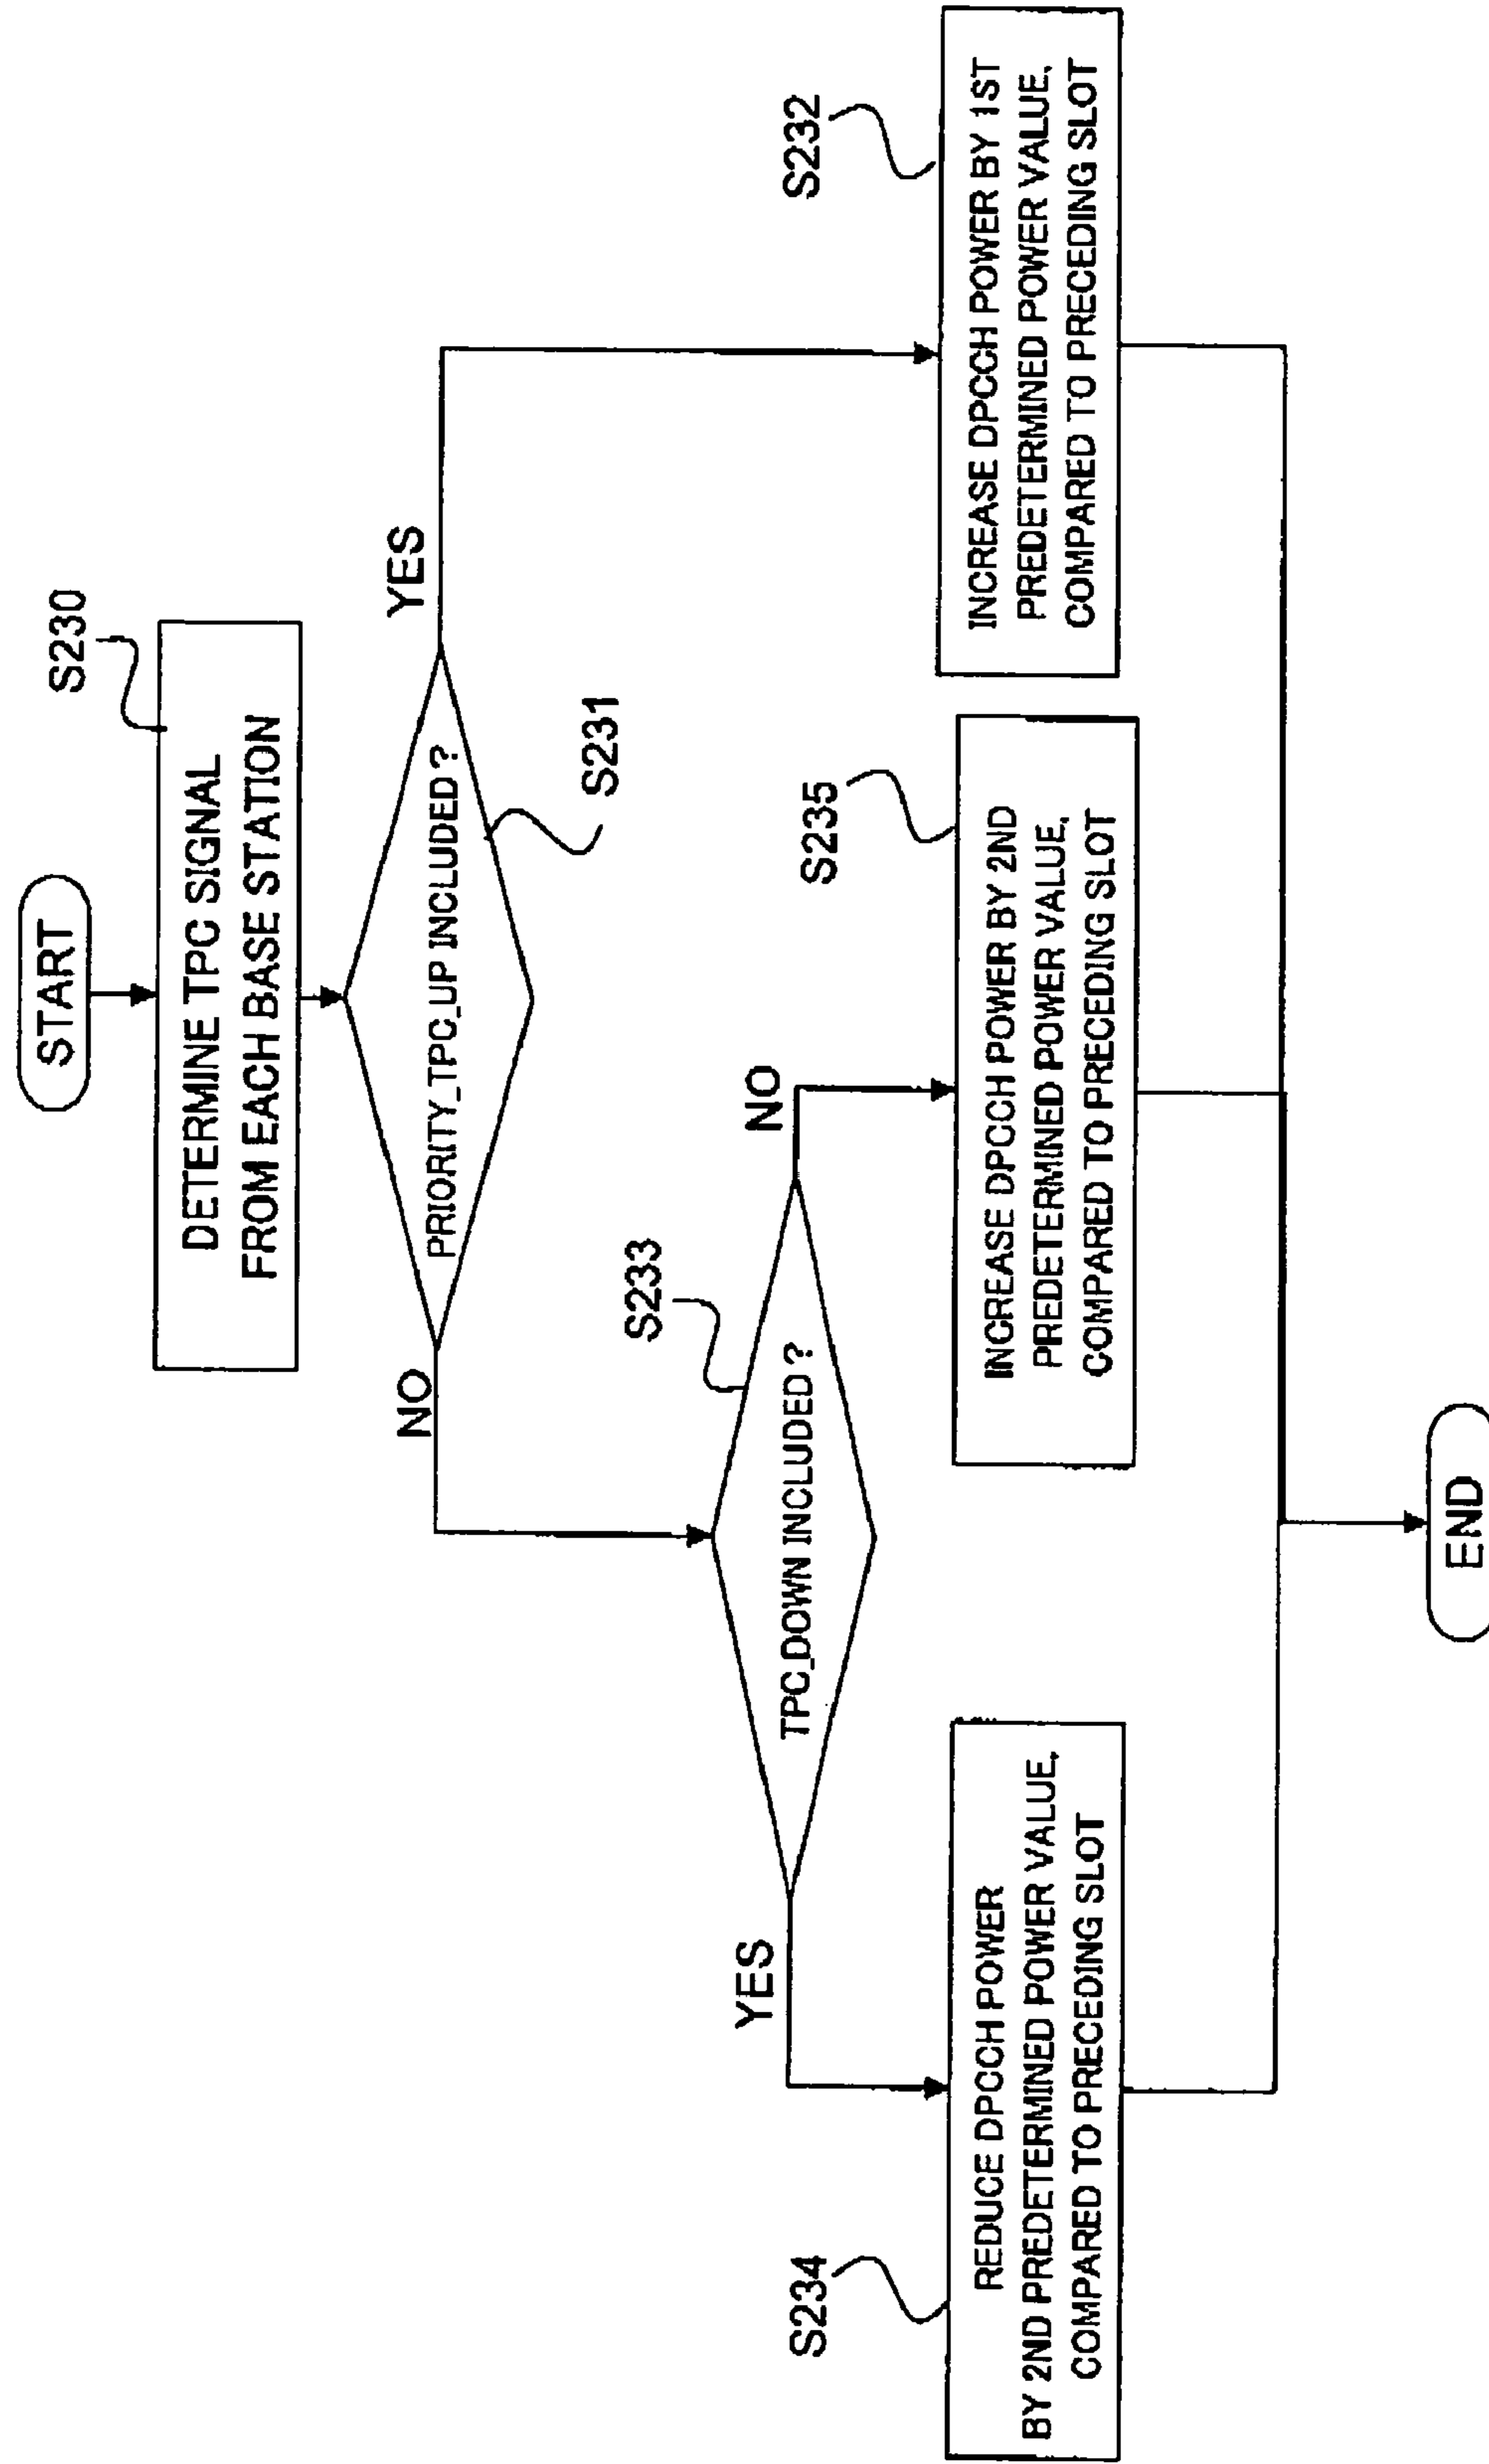 START
S230
DETERMINE TPC SIGNAL
FROM EACH BASE STATION
PRIORITY_TPC_UP INCLUDED ?
S231
YES
NO
S233
TPC_DOWN INCLUDED ?
YES
NO
S234
REDUCE DPCCH POWER
BY 2ND PREDETERMINED POWER VALUE,
COMPARED TO PRECEDING SLOT
S235
INCREASE DPCCH POWER BY 2ND
PREDETERMINED POWER VALUE,
COMPARED TO PRECEDING SLOT
S232
INCREASE DPCCH POWER BY 1ST
PREDETERMINED POWER VALUE,
COMPARED TO PRECEDING SLOT
END